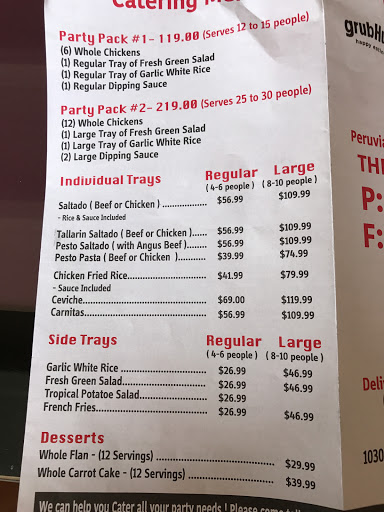 Catering
Party Pack #1- 119.00 (Serves 12 to 15 people)
(6) Whole Chickens
(1) Regular Tray of Fresh Green Salad
(1) Regular Tray of Garlic White Rice
(1) Regular Dipping Sauce
Party Pack #2- 219.00 (Serves 25 to 30 people)
(12) Whole Chickens
(1) Large Tray of Fresh Green Salad
(1) Large Tray of Garlic White Rice
(2) Large Dipping Sauce
Individual Trays Regular Large
( 4-6 people ) ( 8-10 people )
Saltado ( Beef or Chicken ) .................. $56.99 $109.99
- Rice & Sauce Included
Tallarin Saltado ( Beef or Chicken )...... $56.99 $109.99
Pesto Saltado ( with Angus Beef )........ $56.99 $109.99
Pesto Pasta ( Beef or Chicken )........... $39.99 $74.99
Chicken Fried Rice................................ $41.99 $79.99
- Sauce Included
Ceviche................................................. $69.00 $119.99
Carnitas................................................ $56.99 $109.99
Side Trays Regular Large
( 4-6 people ) ( 8-10 people )
Garlic White Rice .................................. $26.99 $46.99
Fresh Green Salad................................ $26.99 $46.99
Tropical Potatoe Salad.......................... $26.99
French Fries.......................................... $26.99 $46.99
Desserts
Whole Flan - (12 Servings) .................................... $29.99
Whole Carrot Cake - (12 Servings) ........................ $39.99
We can help you Cater all your party needs ! Please come
grubHu
happy eatin
Peruvia
TH
P:
F:
Deli
1030